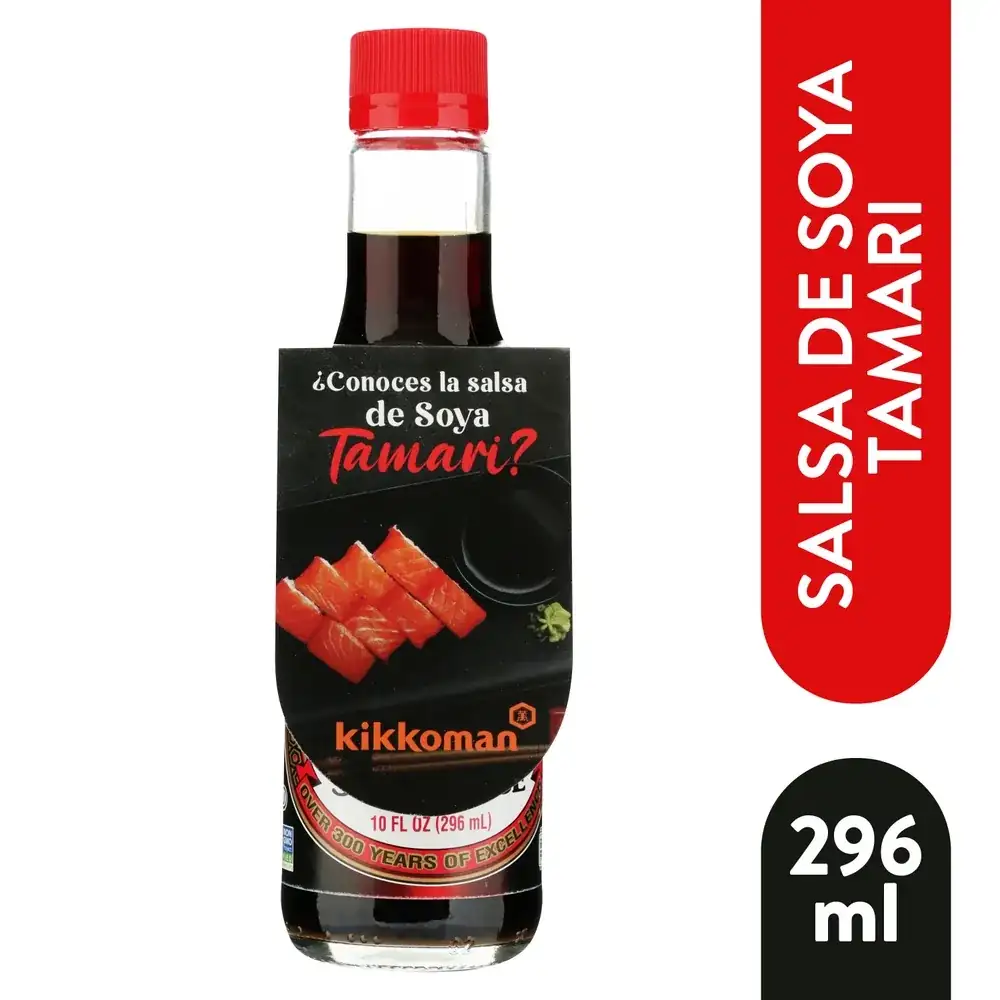 ¿Conoces la salsa
de Soya
Tamari?
kikkoman
10 FL OZ (296 mL)
OVER 300 YEARS OF EXCELLENCE
SALSA DE SOYA
TAMARI
296
ml